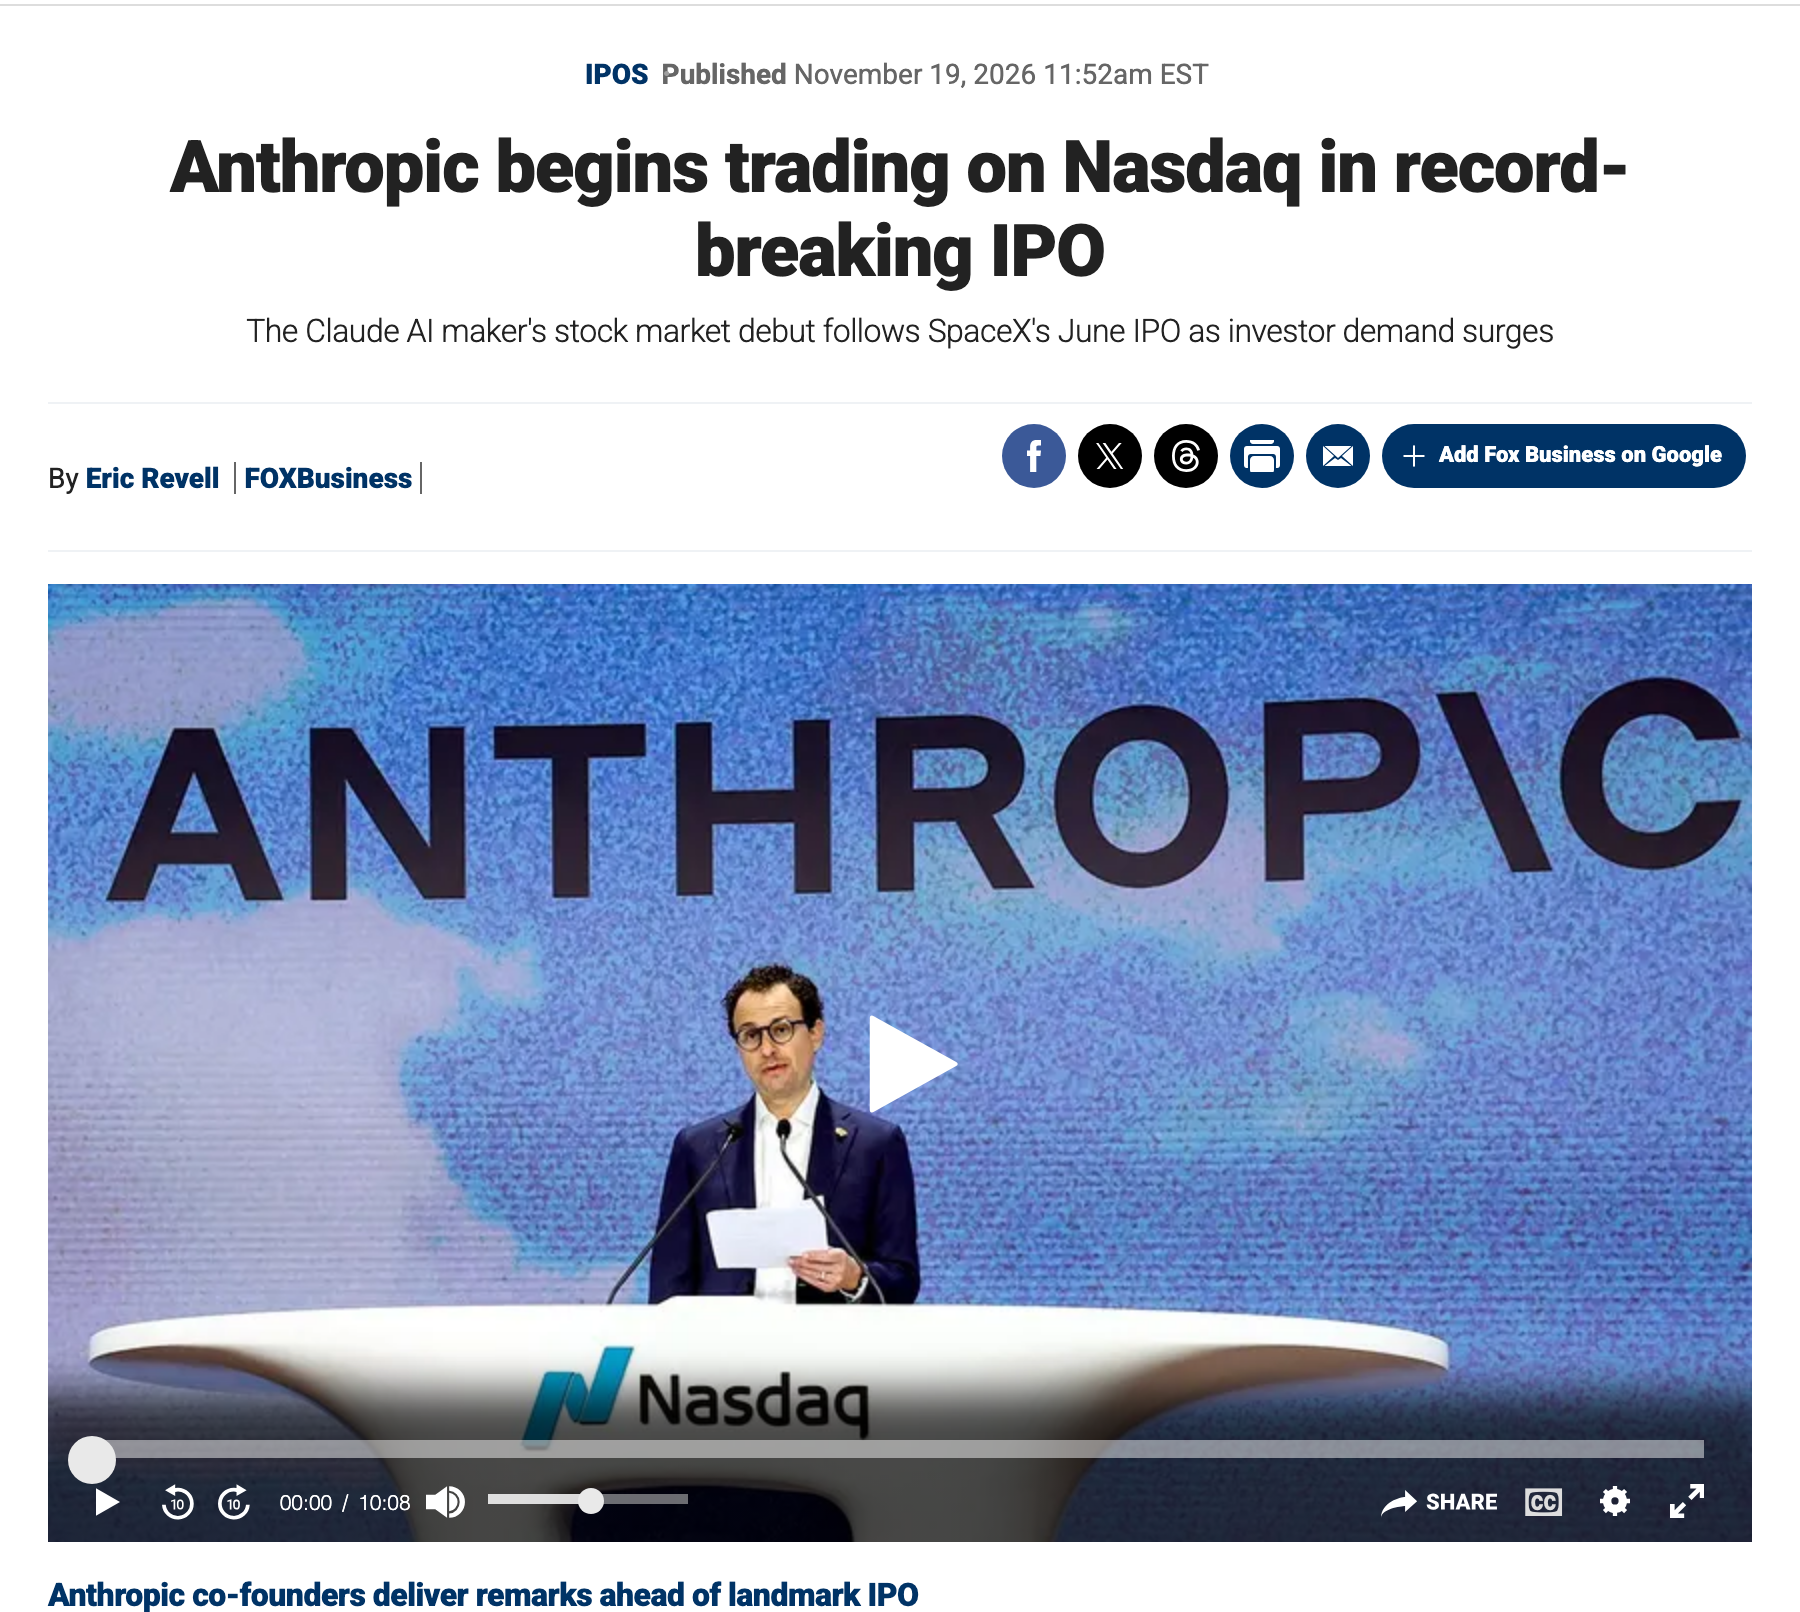 IPOS Published November 19, 2026 11:52am EST
Anthropic begins trading on Nasdaq in record-
breaking IPO
The Claude AI maker's stock market debut follows SpaceX's June IPO as investor demand surges
By Eric Revell | FOXBusiness |
+ Add Fox Business on Google
ANTHROP\C
Nasdaq
10 10 00:00 / 10:08 SHARE CC
Anthropic co-founders deliver remarks ahead of landmark IPO